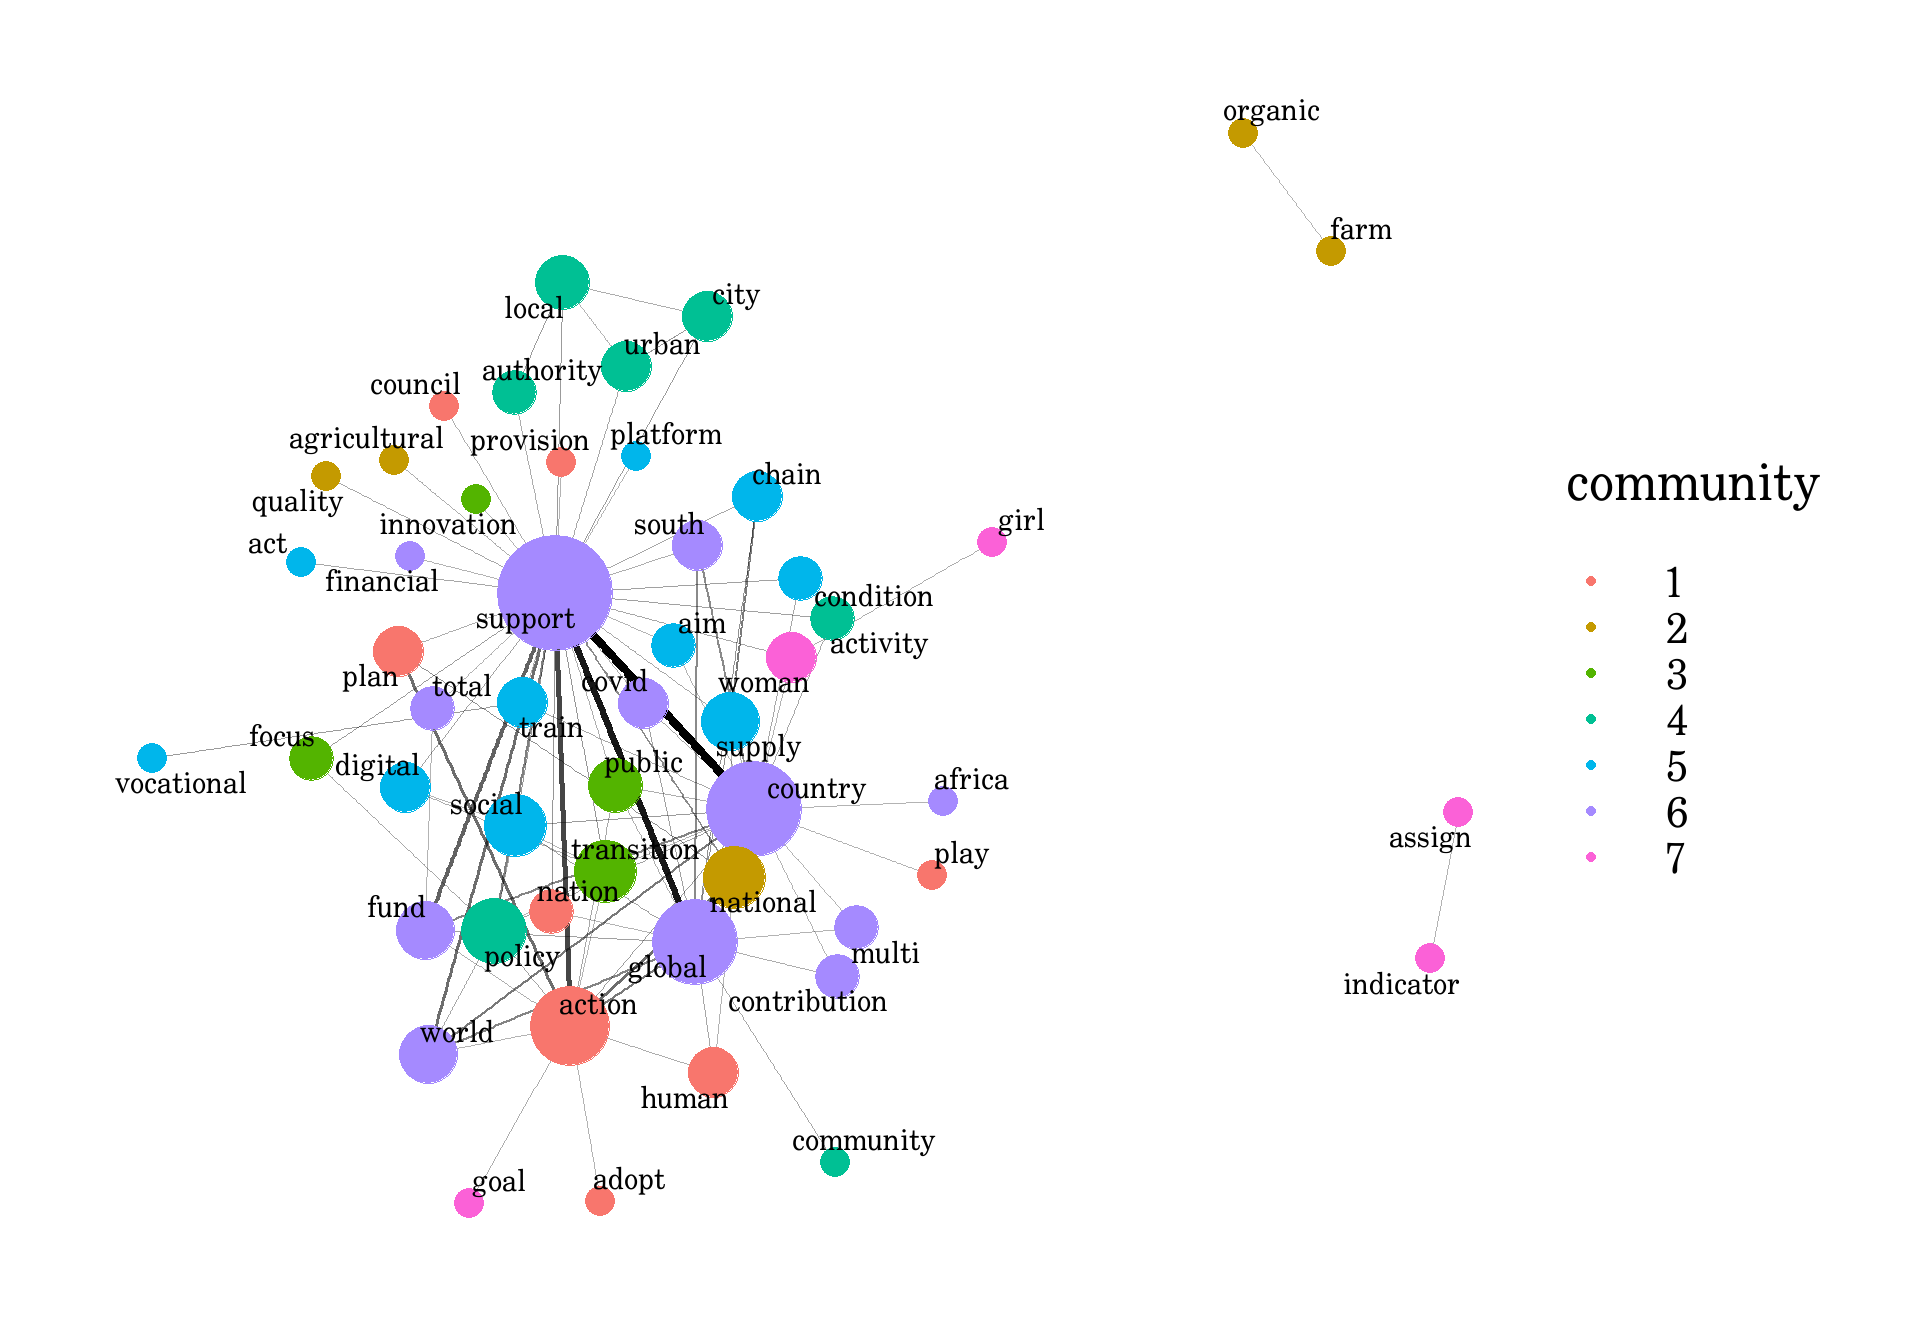 organic
farm
local
city
urban
authority
council
agricultural
provision
platform
quality
innovation
chain
south
girl
act
financial
condition
support
aim
activity
plan
total
covid
woman
train
focus
supply
digital
public
vocational
social
country
africa
transition
play
nation
fund
national
policy
global
multi
contribution
action
world
human
community
goal
adopt
assign
indicator
community
1
2
3
4
5
6
7